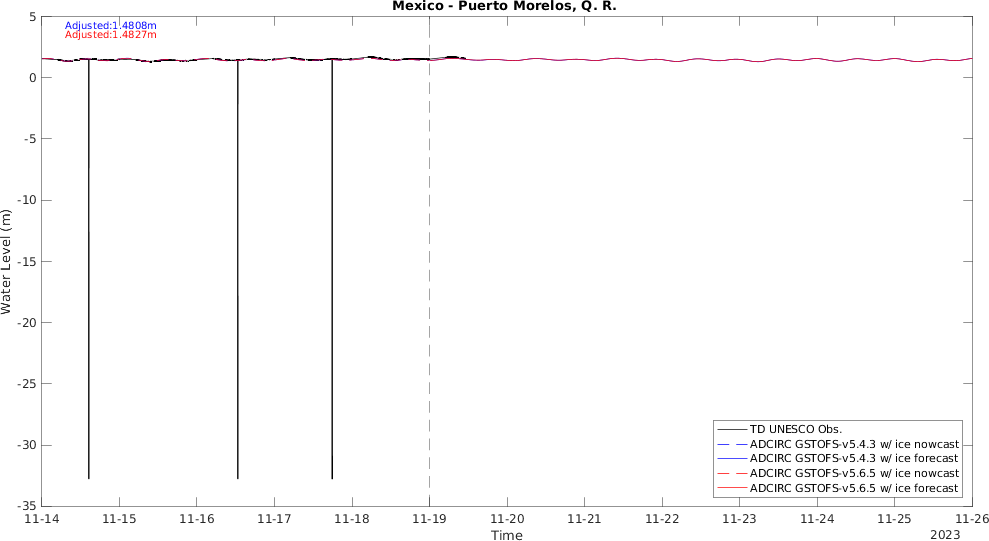 Mexico - Puerto Morelos, Q. R.
Adjusted:1.4808m
Adjusted:1.4827m
5
0
-5
-10
-15
-20
-25
-30
-35
Water Level (m)
TD UNESCO Obs.
ADCIRC GSTOFS-v5.4.3 w/ ice nowcast
ADCIRC GSTOFS-v5.4.3 w/ ice forecast
ADCIRC GSTOFS-v5.6.5 w/ ice nowcast
ADCIRC GSTOFS-v5.6.5 w/ ice forecast
11-14 11-15 11-16 11-17 11-18 11-19 11-20 11-21 11-22 11-23 11-24 11-25 11-26
Time
2023